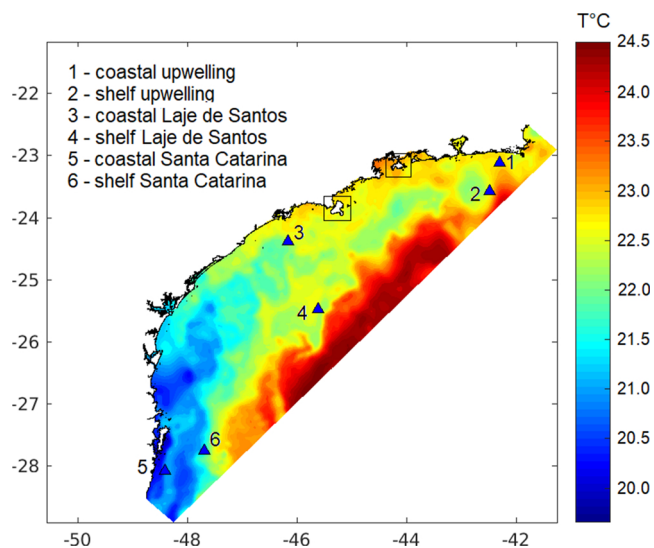 T°C
1 - coastal upwelling
2 - shelf upwelling
3 - coastal Laje de Santos
4 - shelf Laje de Santos
5 - coastal Santa Catarina
6 - shelf Santa Catarina
24.5
24.0
23.5
23.0
22.5
22.0
21.5
21.0
20.5
20.0
-22
-23
-24
-25
-26
-27
-28
1
2
3
4
6
5
-50 -48 -46 -44 -42